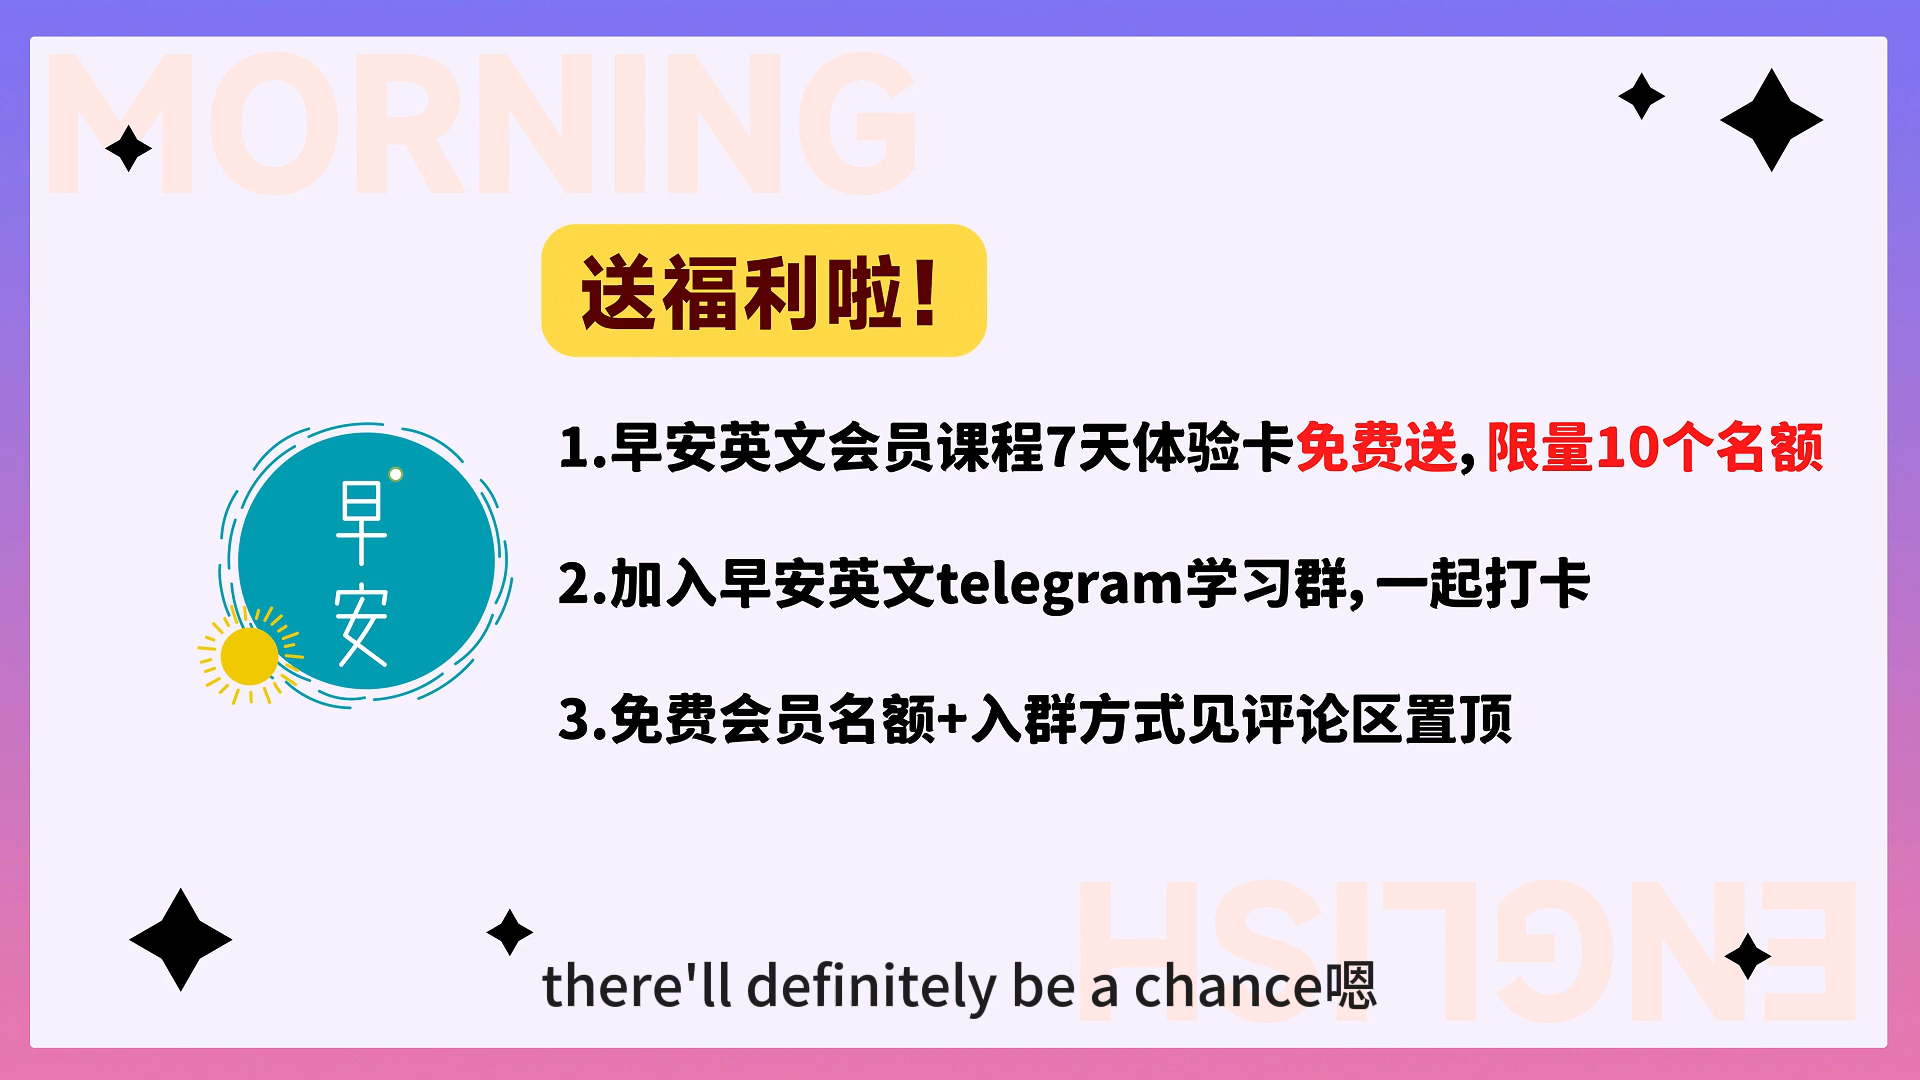 MORNING
送福利啦!
1.早安英文会员课程7天体验卡免费送,限量10个名额
早安
2.加入早安英文telegram学习群,一起打卡
3.免费会员名额+入群方式见评论区置顶
ENGLISH
there'll definitely be a chance嗯